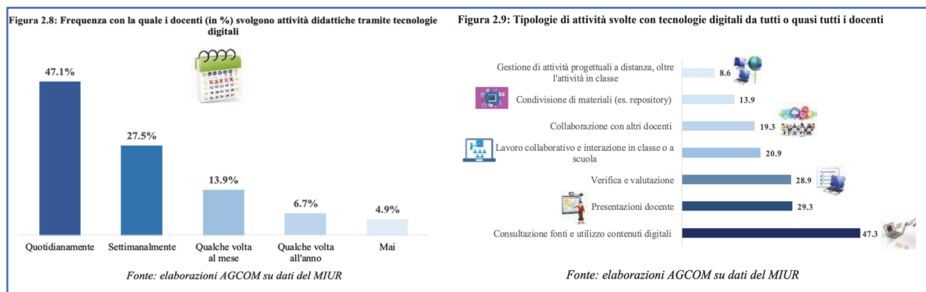 Figura 2.8: Frequenza con la quale i docenti (in %) svolgono attività didattiche tramite tecnologie
digitali
47.1%
27.5%
13.9%
6.7%
4.9%
Quotidianamente
Settimanalmente
Qualche volta
al mese
Qualche volta
all'anno
Mai
Fonte: elaborazioni AGCOM su dati del MIUR
Figura 2.9: Tipologie di attività svolte con tecnologie digitali da tutti o quasi tutti i docenti
Gestione di attività progettuali a distanza, oltre
l'attività in classe
8.6
Condivisione di materiali (es. repository)
13.9
Collaborazione con altri docenti
19.3
Lavoro collaborativo e interazione in classe o a
scuola
20.9
Verifica e valutazione
28.9
Presentazioni docente
29.3
Consultazione fonti e utilizzo contenuti digitali
47.3
Fonte: elaborazioni AGCOM su dati del MIUR